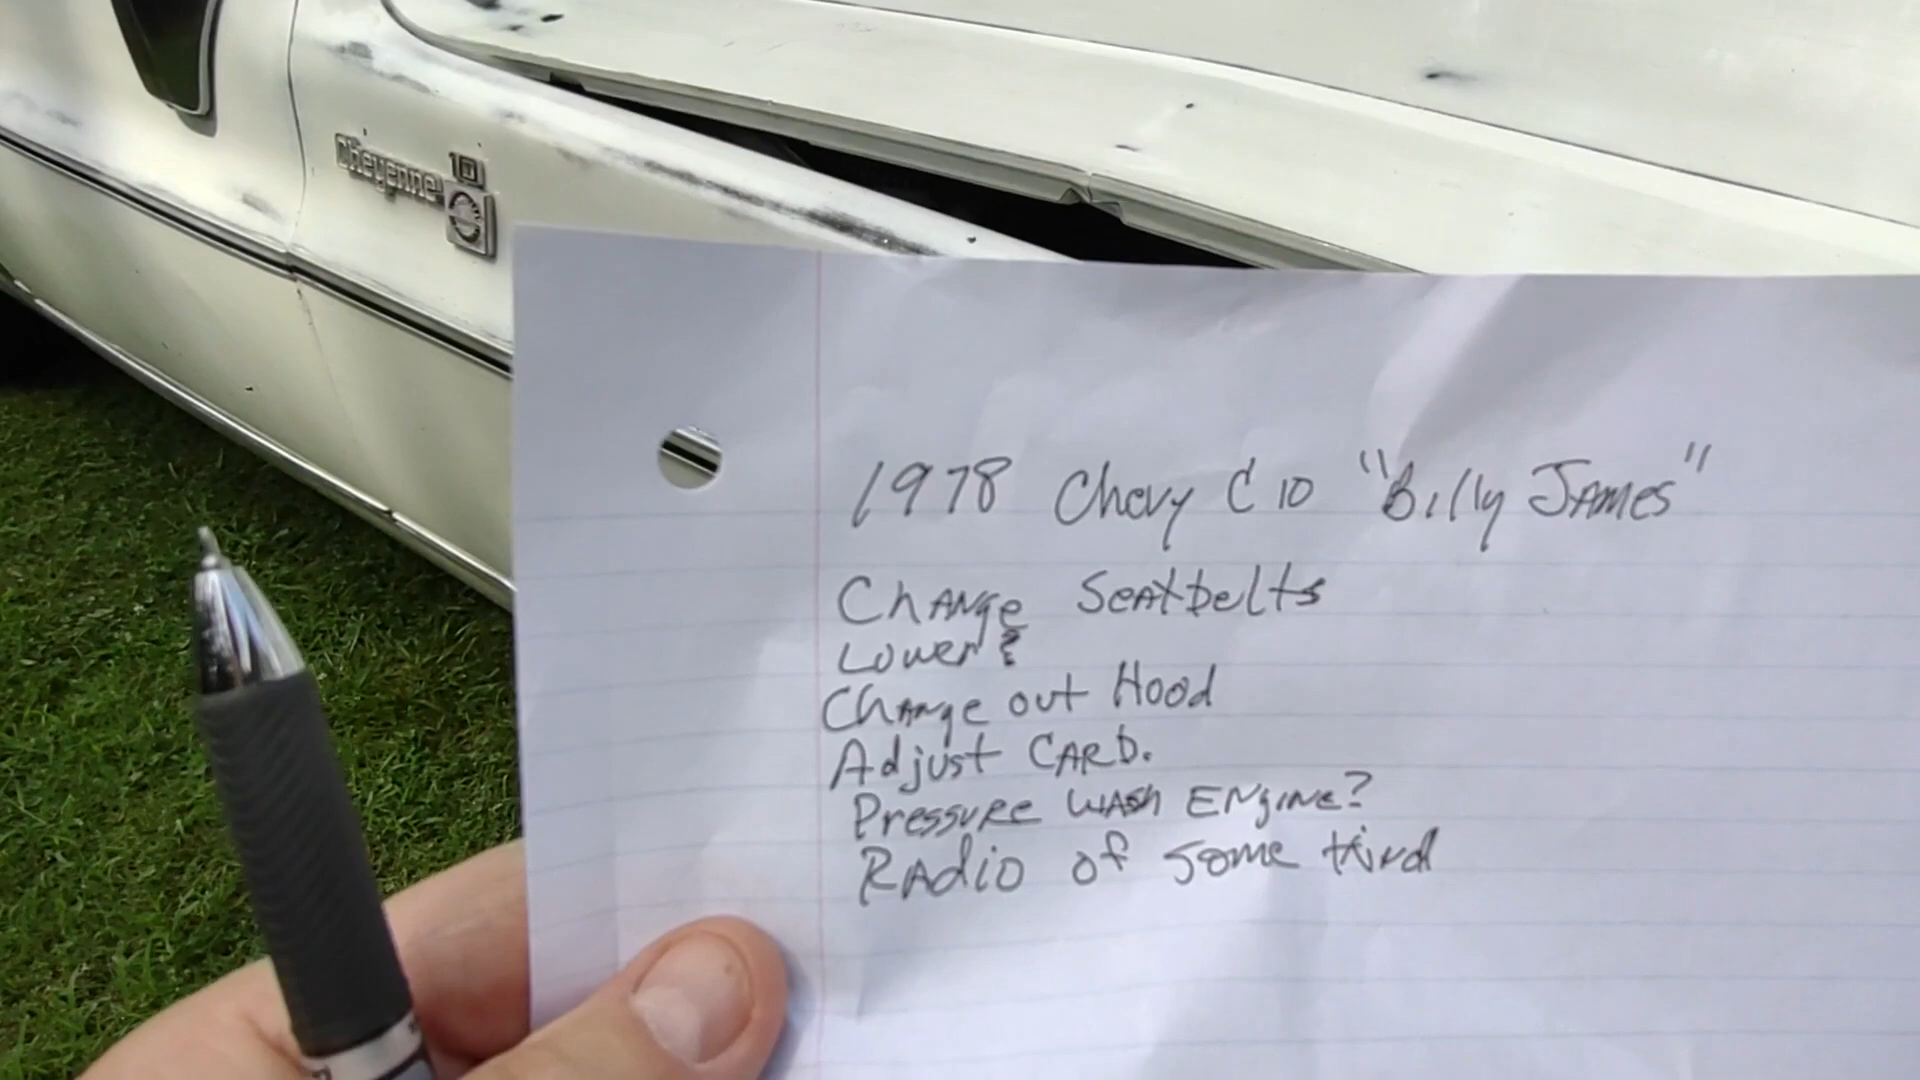 Cheyenne 10
1978 Chevy C10 "Billy James"
Change Seatbelts
Lower?
Change out Hood
Adjust CARb.
Pressure wash Engine?
Radio of some kind